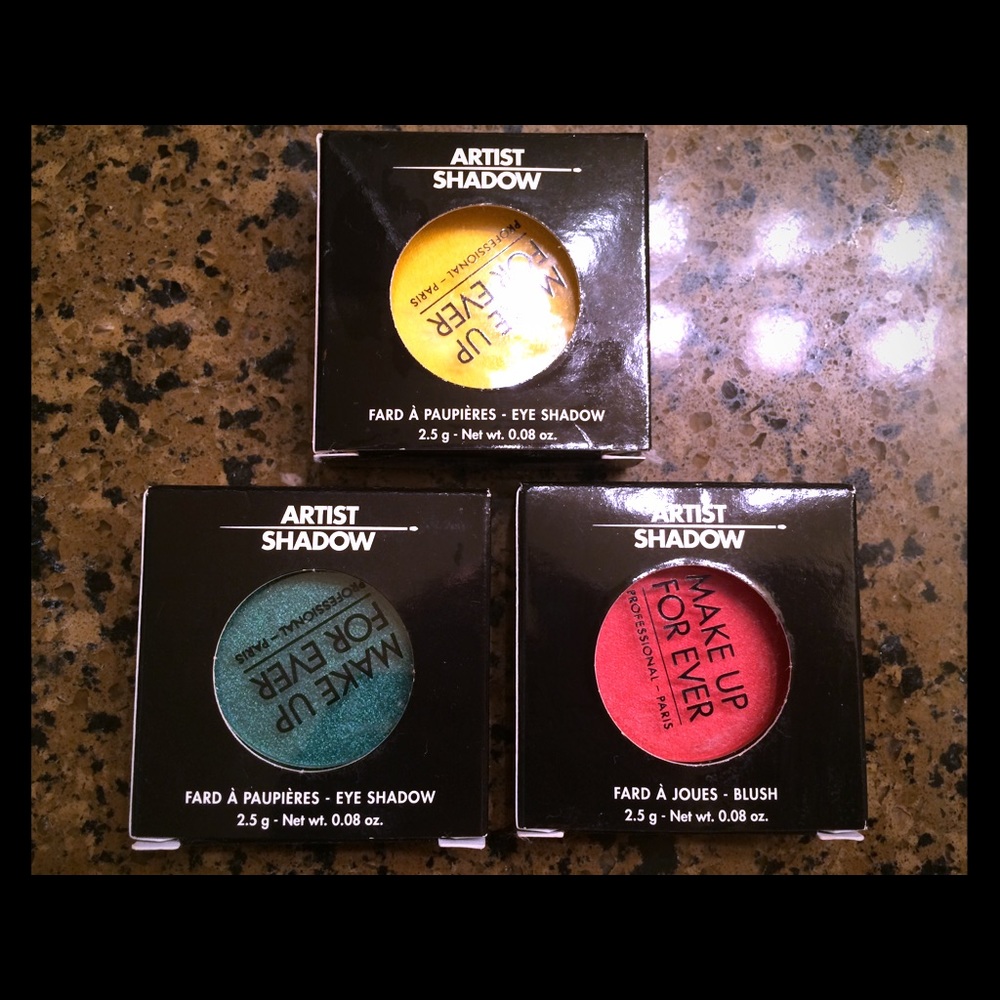 ARTIST
SHADOW
MAKE UP
FOR EVER
PROFESSIONAL – PARIS
FARD À PAUPIÈRES - EYE SHADOW
2.5 g - Net wt. 0.08 oz.
ARTIST
SHADOW
MAKE UP
FOR EVER
PROFESSIONAL – PARIS
FARD À PAUPIÈRES - EYE SHADOW
2.5 g - Net wt. 0.08 oz.
ARTIST
SHADOW
MAKE UP
FOR EVER
PROFESSIONAL – PARIS
FARD À JOUES - BLUSH
2.5 g - Net wt. 0.08 oz.